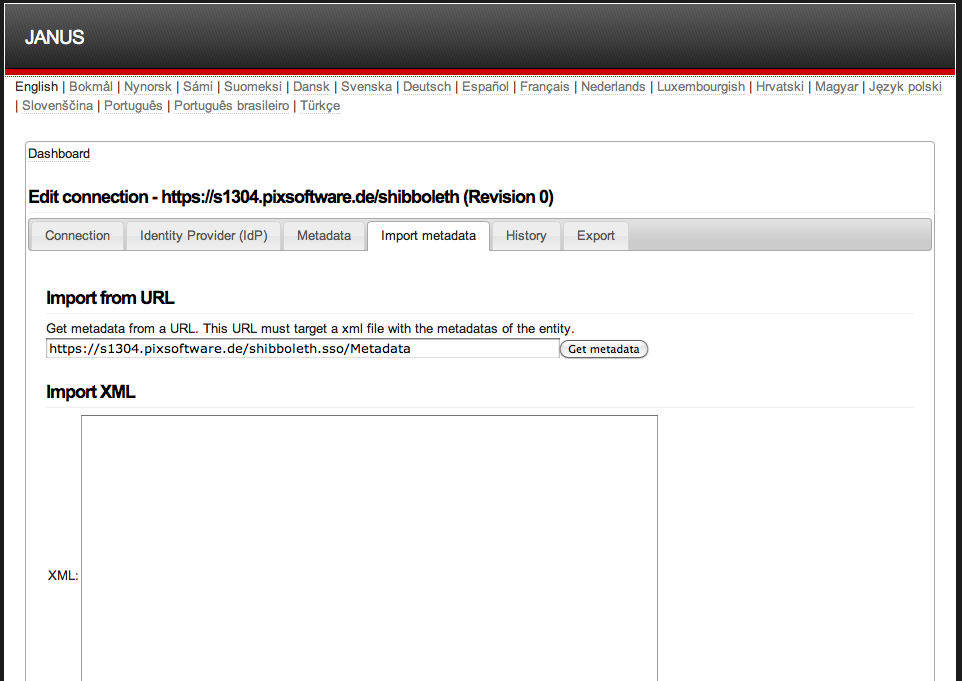 JANUS
English | Bokmål | Nynorsk | Sámi | Suomeksi | Dansk | Svenska | Deutsch | Español | Français | Nederlands | Luxembourgish | Hrvatski | Magyar | Język polski
| Slovenščina | Português | Português brasileiro | Türkçe
Dashboard
Edit connection - https://s1304.pixsoftware.de/shibboleth (Revision 0)
Connection Identity Provider (IdP) Metadata Import metadata History Export
Import from URL
Get metadata from a URL. This URL must target a xml file with the metadatas of the entity.
https://s1304.pixsoftware.de/shibboleth.sso/Metadata Get metadata
Import XML
XML: